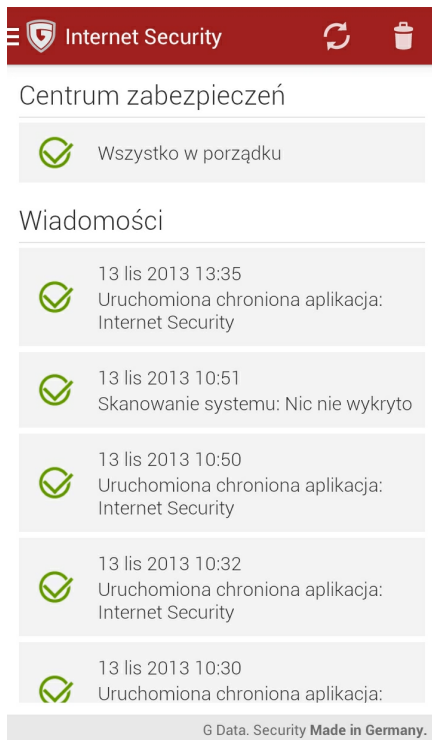 Internet Security
Centrum zabezpieczeń
Wszystko w porządku
Wiadomości
13 lis 2013 13:35
Uruchomiona chroniona aplikacja:
Internet Security
13 lis 2013 10:51
Skanowanie systemu: Nic nie wykryto
13 lis 2013 10:50
Uruchomiona chroniona aplikacja:
Internet Security
13 lis 2013 10:32
Uruchomiona chroniona aplikacja:
Internet Security
13 lis 2013 10:30
Uruchomiona chroniona aplikacja:
G Data. Security Made in Germany.